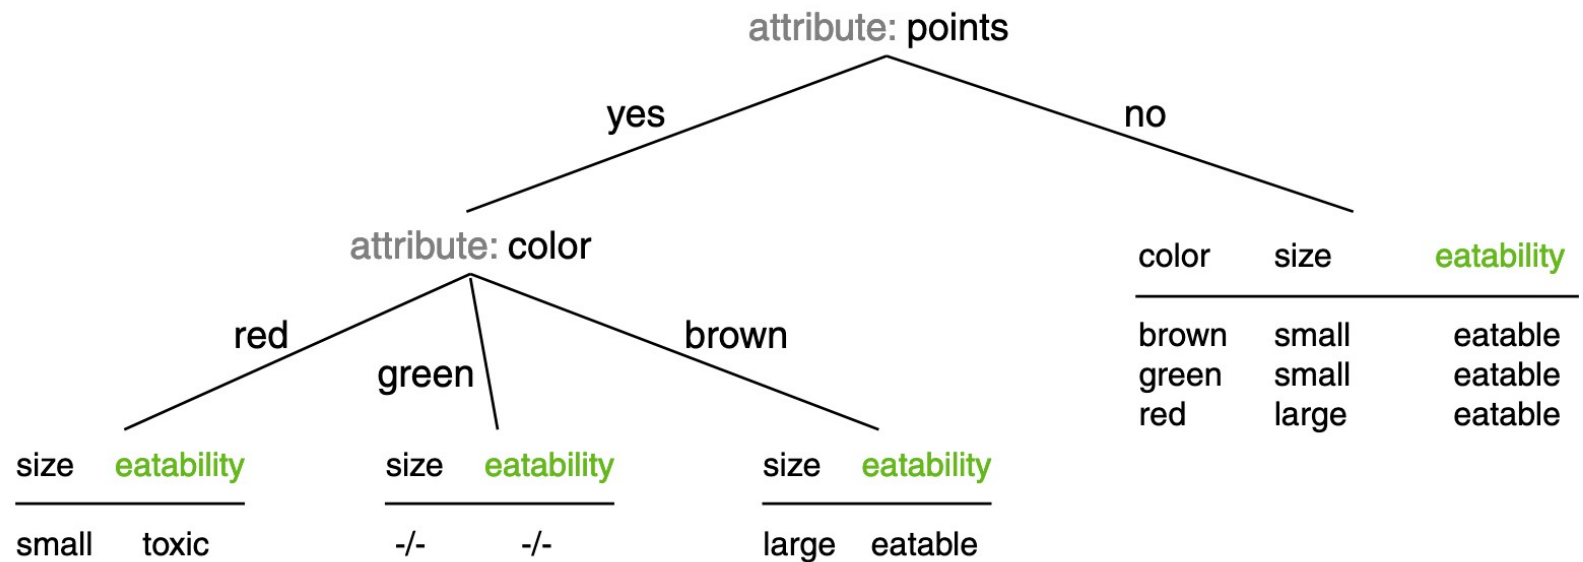 attribute: points
yes
no
attribute: color
red
green
brown
color size eatability
brown small eatable
green small eatable
red large eatable
size eatability
small toxic
size eatability
-/- -/-
size eatability
large eatable